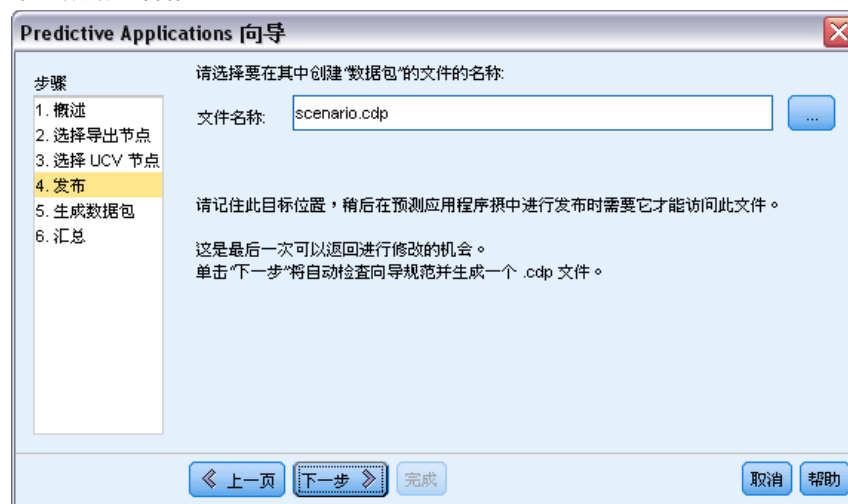 Predictive Applications 向导
步骤
1. 概述
2. 选择导出节点
3. 选择 UCV 节点
4. 发布
5. 生成数据包
6. 汇总
请选择要在其中创建“数据包”的文件的名称:
文件名称:
scenario.cdp
...
请记住此目标位置，稍后在预测应用程序摸中进行发布时需要它才能访问此文件。
这是最后一次可以返回进行修改的机会。
单击“下一步”将自动检查向导规范并生成一个 .cdp 文件。
上一页
下一步
完成
取消
帮助